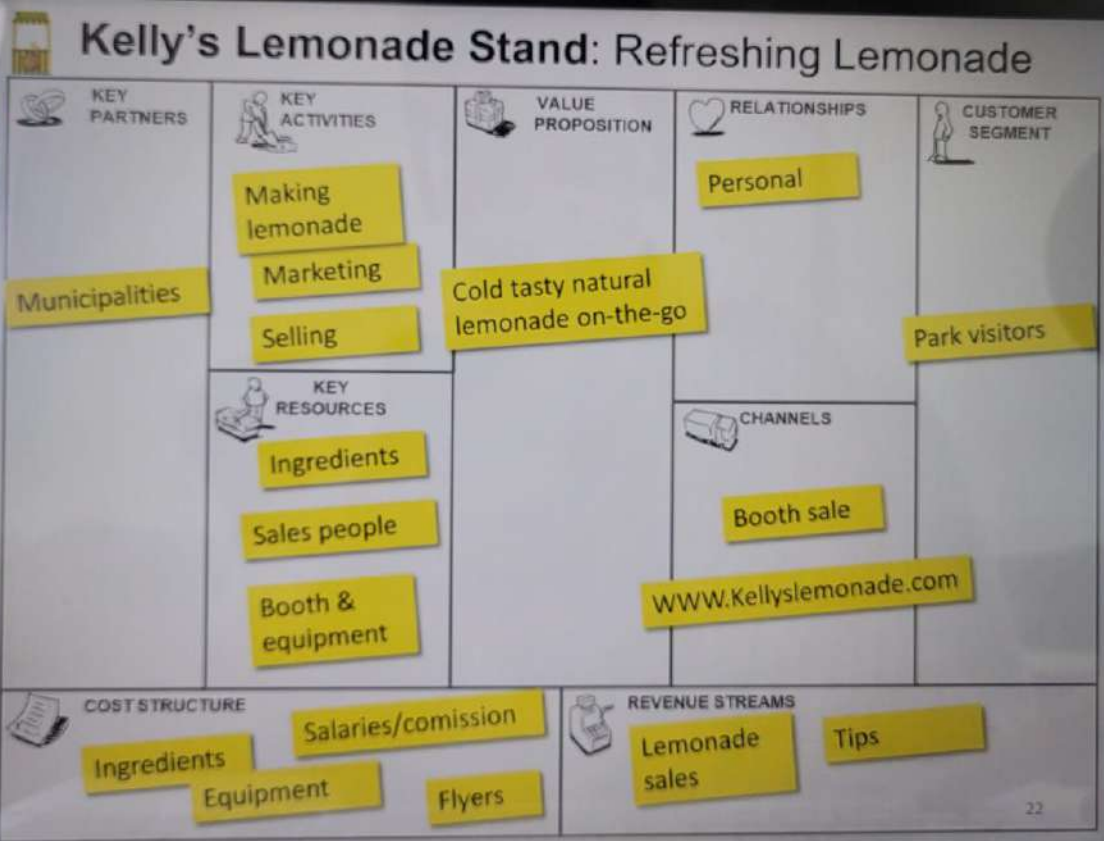 Kelly's Lemonade Stand: Refreshing Lemonade
KEY
PARTNERS
Municipalities
KEY
ACTIVITIES
Making
lemonade
Marketing
Selling
KEY
RESOURCES
Ingredients
Sales people
Booth &
equipment
VALUE
PROPOSITION
Cold tasty natural
lemonade on-the-go
RELATIONSHIPS
Personal
CHANNELS
Booth sale
WWW.Kellyslemonade.com
CUSTOMER
SEGMENT
Park visitors
COST STRUCTURE
Salaries/comission
Ingredients
Equipment
Flyers
REVENUE STREAMS
Lemonade
sales
Tips
22